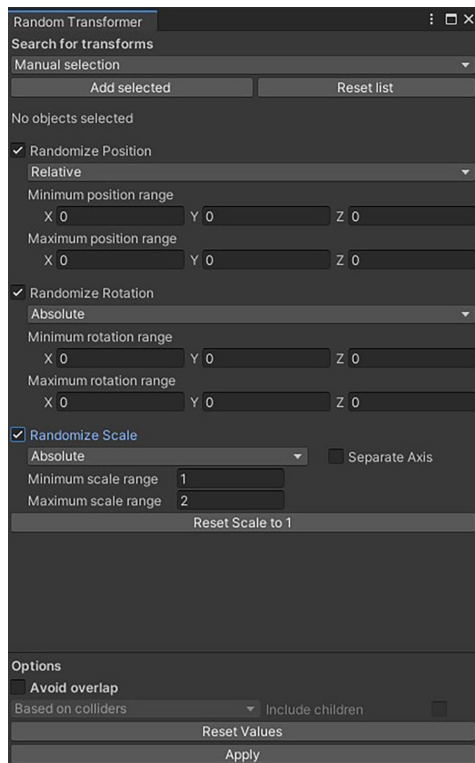 Random Transformer
Search for transforms
Manual selection
Add selected Reset list
No objects selected
Randomize Position
Relative
Minimum position range
X 0 Y 0 Z 0
Maximum position range
X 0 Y 0 Z 0
Randomize Rotation
Absolute
Minimum rotation range
X 0 Y 0 Z 0
Maximum rotation range
X 0 Y 0 Z 0
Randomize Scale
Absolute Separate Axis
Minimum scale range 1
Maximum scale range 2
Reset Scale to 1
Options
Avoid overlap
Based on colliders Include children
Reset Values
Apply